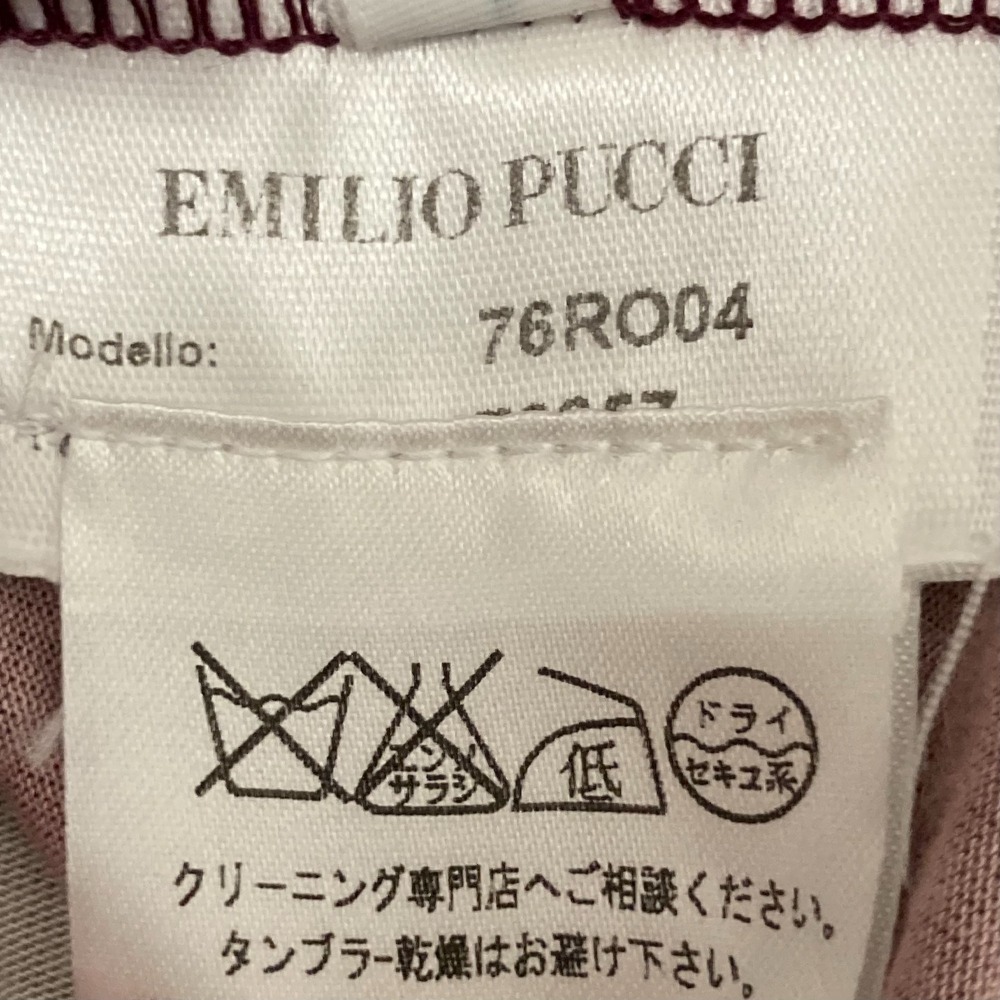 EMILIO PUCCI
Modello: 76RO04
エンソ
サラシ
低
ドライ
セキユ系
クリーニング専門店へご相談ください。
タンブラー乾燥はお避け下さい。